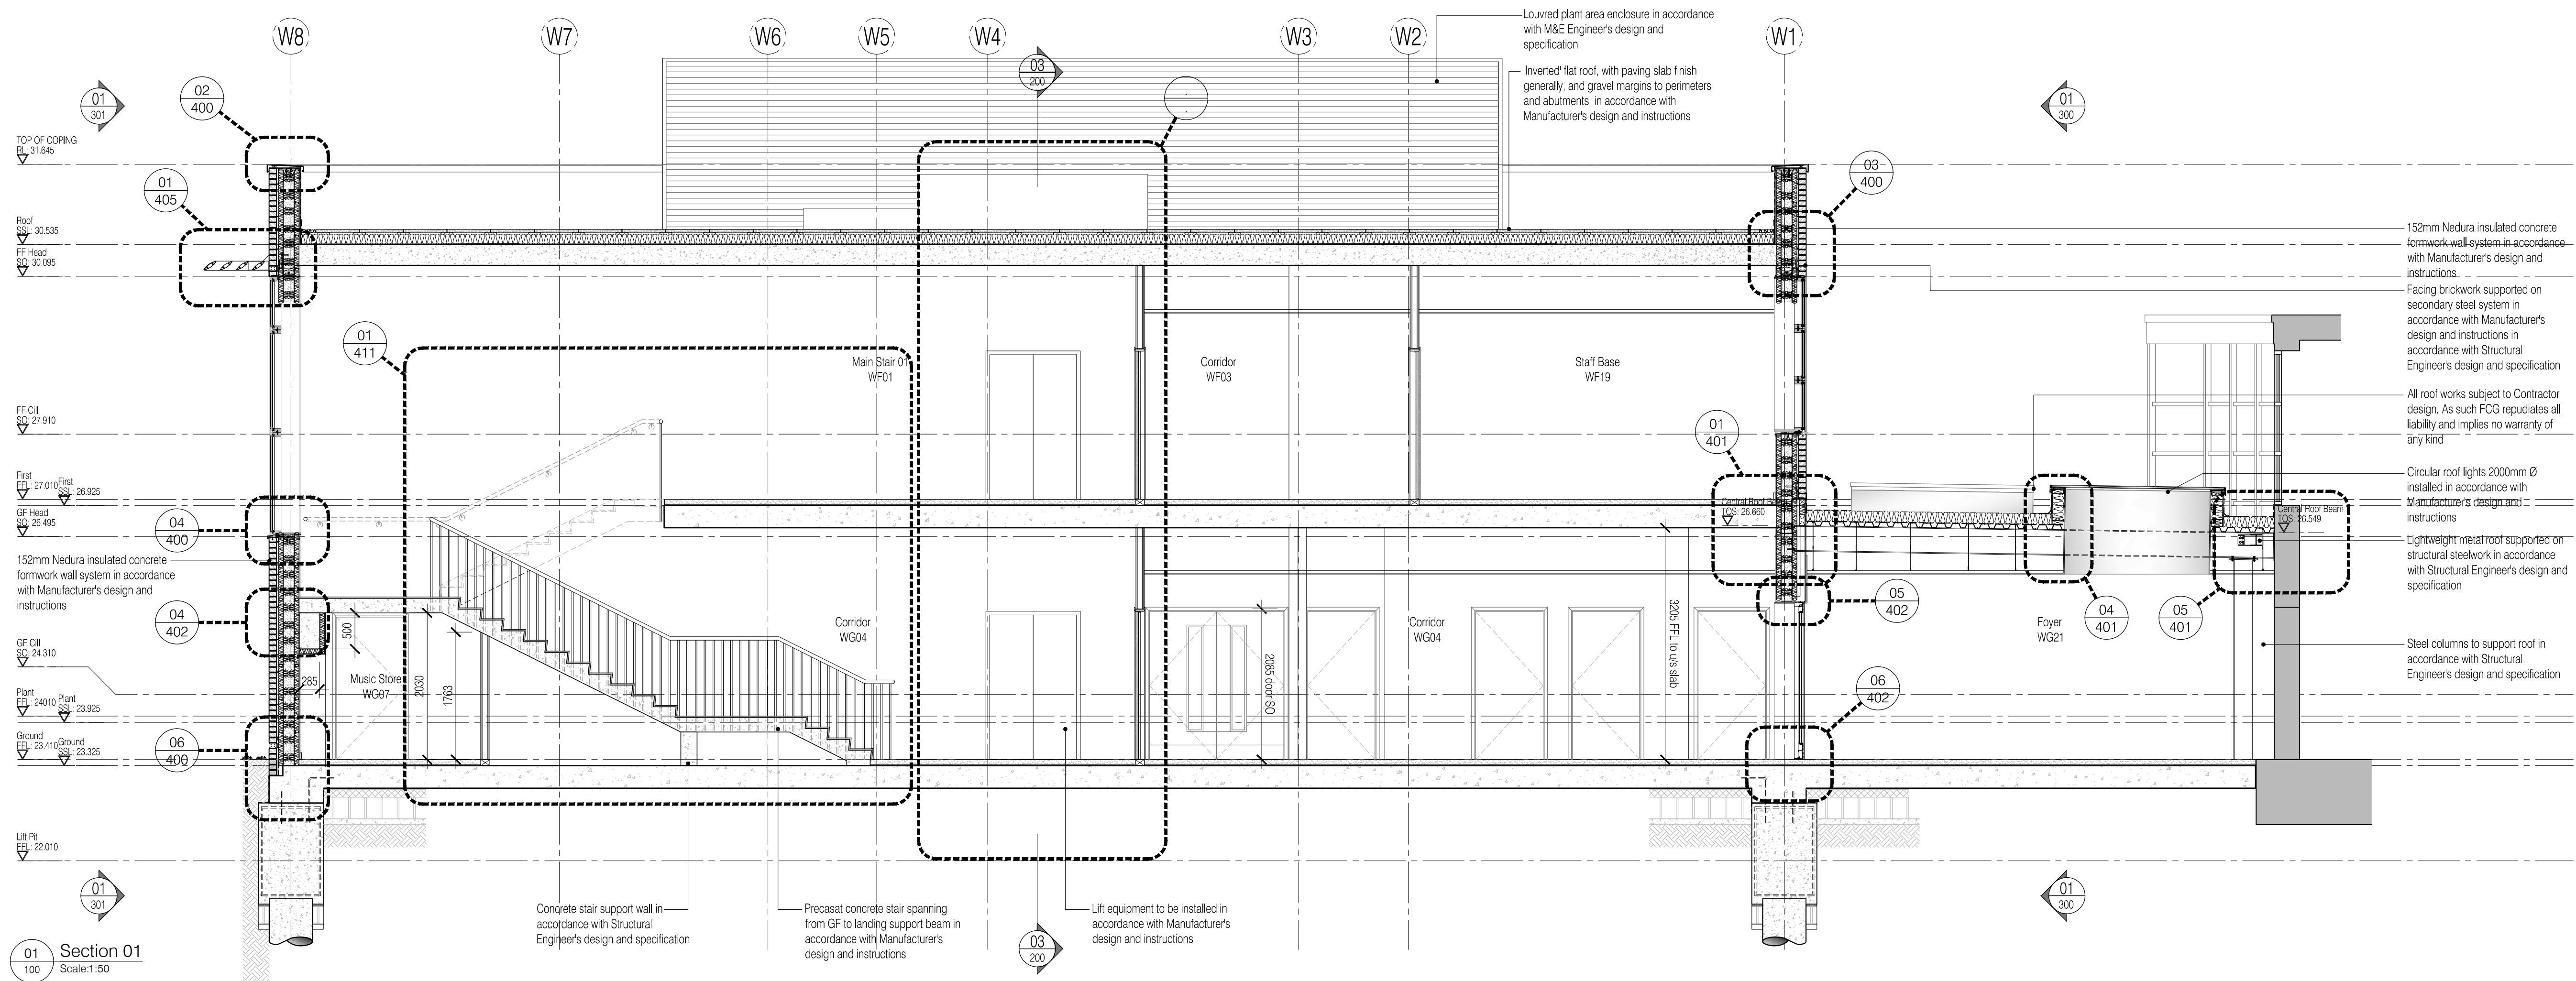 W8
W7
W6
W5
W4
W3
W2
W1
Louvred plant area enclosure in accordance
with M&E Engineer's design and
specification
'Inverted' flat roof, with paving slab finish
generally, and gravel margins to perimeters
and abutments in accordance with
Manufacturer's design and instructions
03
200
02
400
01
301
01
300
TOP OF COPING
RL: 31.645
01
405
03
400
Roof
SSL: 30.535
FF Head
SO: 30.095
152mm Nedura insulated concrete
formwork wall system in accordance
with Manufacturer's design and
instructions
Facing brickwork supported on
secondary steel system in
accordance with Manufacturer's
design and instructions in
accordance with Structural
Engineer's design and specification
01
411
Main Stair 01
WF01
Corridor
WF03
Staff Base
WF19
FF Cill
SO: 27.910
01
401
All roof works subject to Contractor
design. As such FCG repudiates all
liability and implies no warranty of
any kind
First
FFL: 27.010
First
SSL: 26.925
Circular roof lights 2000mm Ø
installed in accordance with
Manufacturer's design and
instructions
GF Head
SO: 26.495
04
400
Central Roof Be
TOS: 26.660
Central Roof Beam
TOS: 26.549
Lightweight metal roof supported on
structural steelwork in accordance
with Structural Engineer's design and
specification
152mm Nedura insulated concrete
formwork wall system in accordance
with Manufacturer's design and
instructions
04
402
05
402
04
401
05
401
500
Corridor
WG04
Corridor
WG04
3205 FFL to u/s slab
Foyer
WG21
GF Cill
SO: 24.310
Steel columns to support roof in
accordance with Structural
Engineer's design and specification
285
Music Store
WG07
2030
1763
2085 door SO
06
402
Plant
FFL: 24010
Plant
SSL: 23.925
Ground
FFL: 23.410
Ground
SSL: 23.325
06
400
Lift Pit
FFL: 22.010
01
301
01
300
Concrete stair support wall in
accordance with Structural
Engineer's design and specification
Precasat concrete stair spanning
from GF to landing support beam in
accordance with Manufacturer's
design and instructions
Lift equipment to be installed in
accordance with Manufacturer's
design and instructions
03
200
01
100
Section 01
Scale:1:50